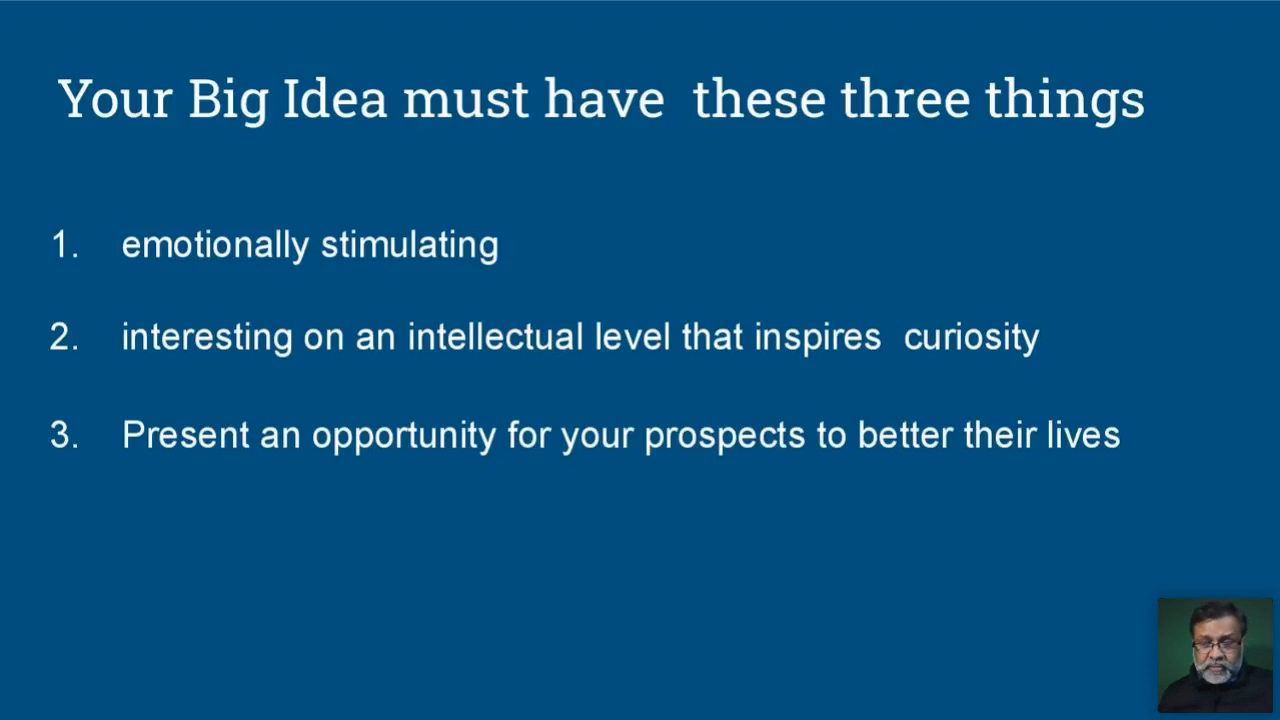 Your Big Idea must have  these three things
1. emotionally stimulating
2. interesting on an intellectual level that inspires  curiosity
3. Present an opportunity for your prospects to better their lives